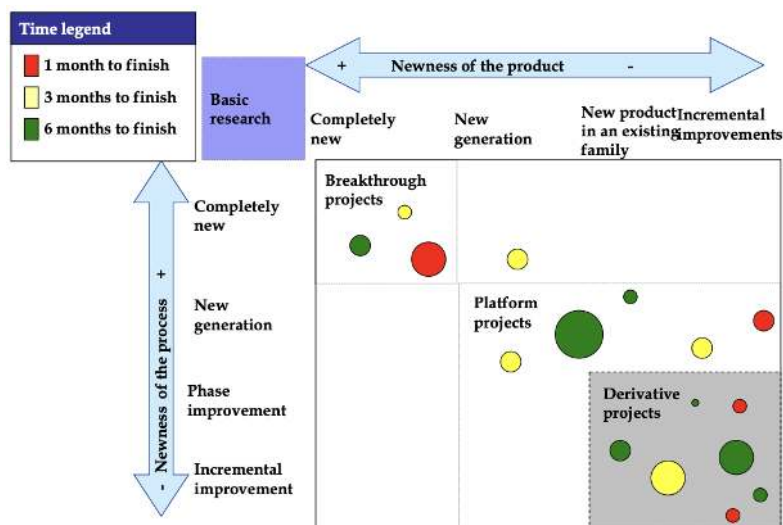 Time legend
1 month to finish
3 months to finish
6 months to finish
Basic
research
+ Newness of the product -
Completely
new
New
generation
New product
in an existing
family
Incremental
improvements
Breakthrough
projects
Completely
new
New
generation
Phase
improvement
Incremental
improvement
- Newness of the process +
Platform
projects
Derivative
projects